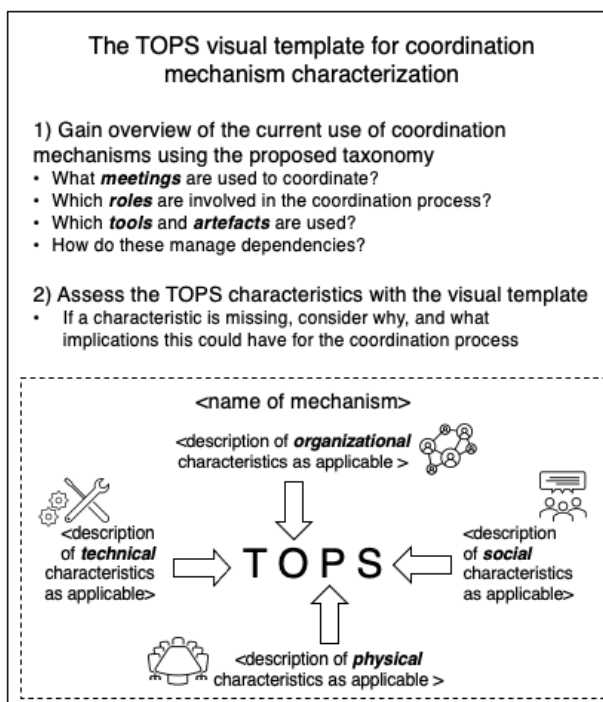 The TOPS visual template for coordination
mechanism characterization
1) Gain overview of the current use of coordination
mechanisms using the proposed taxonomy
• What meetings are used to coordinate?
• Which roles are involved in the coordination process?
• Which tools and artefacts are used?
• How do these manage dependencies?
2) Assess the TOPS characteristics with the visual template
• If a characteristic is missing, consider why, and what
implications this could have for the coordination process
<name of mechanism>
<description of organizational
characteristics as applicable >
<description
of technical
characteristics
as applicable>
TOPS
<description
of social
characteristics
as applicable>
<description of physical
characteristics as applicable >